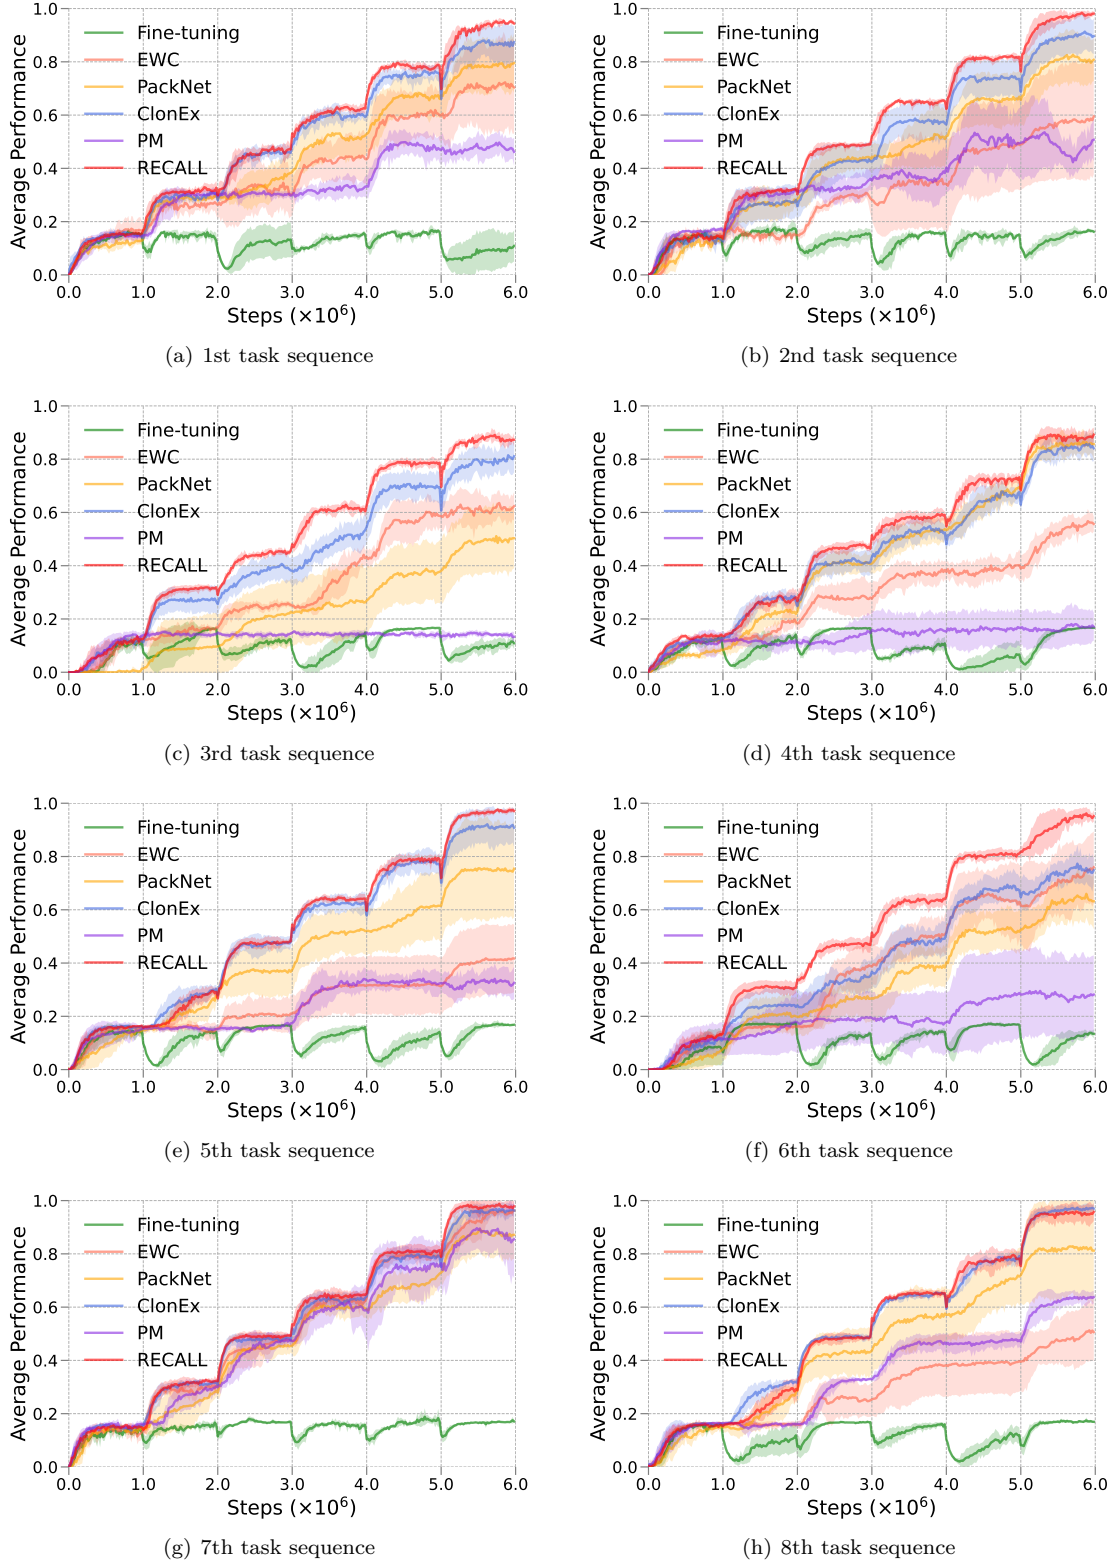 Average Performance
1.0
0.8
0.6
0.4
0.2
0.0
Fine-tuning
EWC
PackNet
ClonEx
PM
RECALL
0.0 1.0 2.0 3.0 4.0 5.0 6.0
Steps (×10⁶)
(a) 1st task sequence
Average Performance
1.0
0.8
0.6
0.4
0.2
0.0
Fine-tuning
EWC
PackNet
ClonEx
PM
RECALL
0.0 1.0 2.0 3.0 4.0 5.0 6.0
Steps (×10⁶)
(b) 2nd task sequence
Average Performance
1.0
0.8
0.6
0.4
0.2
0.0
Fine-tuning
EWC
PackNet
ClonEx
PM
RECALL
0.0 1.0 2.0 3.0 4.0 5.0 6.0
Steps (×10⁶)
(c) 3rd task sequence
Average Performance
1.0
0.8
0.6
0.4
0.2
0.0
Fine-tuning
EWC
PackNet
ClonEx
PM
RECALL
0.0 1.0 2.0 3.0 4.0 5.0 6.0
Steps (×10⁶)
(d) 4th task sequence
Average Performance
1.0
0.8
0.6
0.4
0.2
0.0
Fine-tuning
EWC
PackNet
ClonEx
PM
RECALL
0.0 1.0 2.0 3.0 4.0 5.0 6.0
Steps (×10⁶)
(e) 5th task sequence
Average Performance
1.0
0.8
0.6
0.4
0.2
0.0
Fine-tuning
EWC
PackNet
ClonEx
PM
RECALL
0.0 1.0 2.0 3.0 4.0 5.0 6.0
Steps (×10⁶)
(f) 6th task sequence
Average Performance
1.0
0.8
0.6
0.4
0.2
0.0
Fine-tuning
EWC
PackNet
ClonEx
PM
RECALL
0.0 1.0 2.0 3.0 4.0 5.0 6.0
Steps (×10⁶)
(g) 7th task sequence
Average Performance
1.0
0.8
0.6
0.4
0.2
0.0
Fine-tuning
EWC
PackNet
ClonEx
PM
RECALL
0.0 1.0 2.0 3.0 4.0 5.0 6.0
Steps (×10⁶)
(h) 8th task sequence